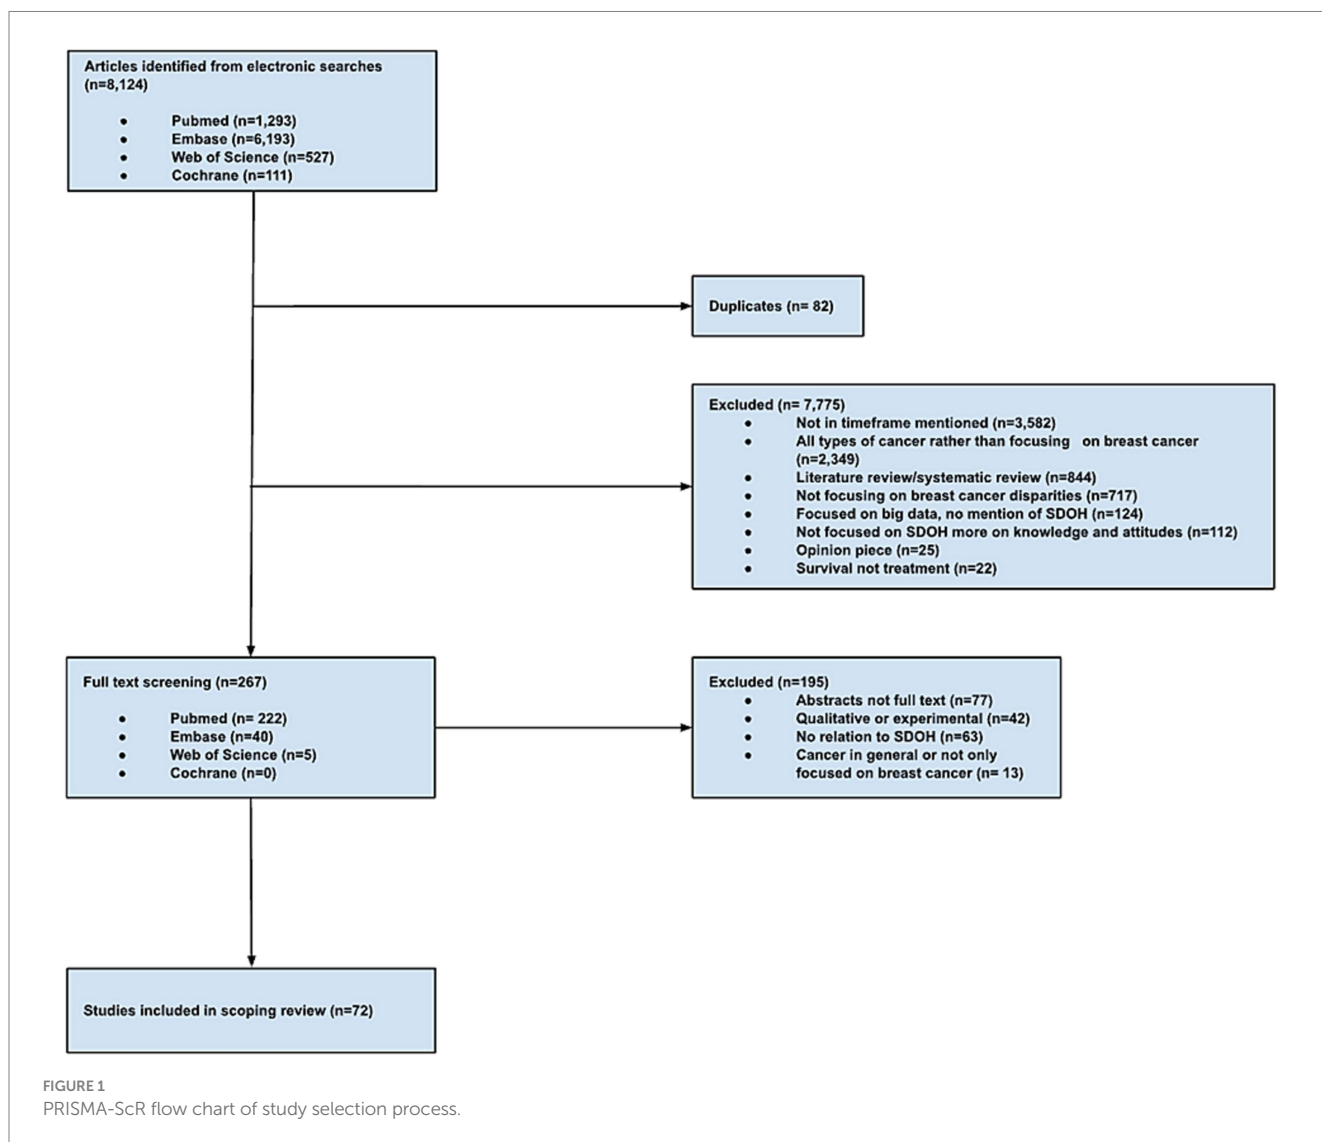 Articles identified from electronic searches
(n=8,124)
• Pubmed (n=1,293)
• Embase (n=6,193)
• Web of Science (n=527)
• Cochrane (n=111)
Duplicates (n= 82)
Excluded (n= 7,775)
• Not in timeframe mentioned (n=3,582)
• All types of cancer rather than focusing on breast cancer
(n=2,349)
• Literature review/systematic review (n=844)
• Not focusing on breast cancer disparities (n=717)
• Focused on big data, no mention of SDOH (n=124)
• Not focused on SDOH more on knowledge and attitudes (n=112)
• Opinion piece (n=25)
• Survival not treatment (n=22)
Full text screening (n=267)
• Pubmed (n= 222)
• Embase (n=40)
• Web of Science (n=5)
• Cochrane (n=0)
Excluded (n=195)
• Abstracts not full text (n=77)
• Qualitative or experimental (n=42)
• No relation to SDOH (n=63)
• Cancer in general or not only
focused on breast cancer (n= 13)
Studies included in scoping review (n=72)
FIGURE 1
PRISMA-ScR flow chart of study selection process.